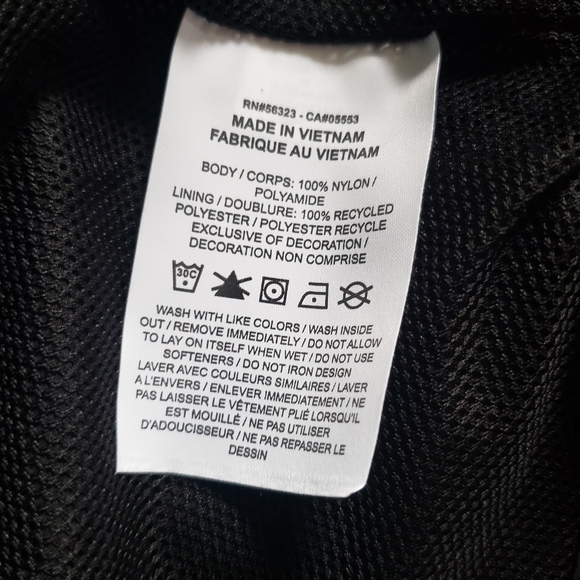 RN#56323 - CA#05553
MADE IN VIETNAM
FABRIQUE AU VIETNAM
BODY / CORPS: 100% NYLON /
POLYAMIDE
LINING / DOUBLURE: 100% RECYCLED
POLYESTER / POLYESTER RECYCLE
EXCLUSIVE OF DECORATION /
DECORATION NON COMPRISE
30C
WASH WITH LIKE COLORS / WASH INSIDE
OUT / REMOVE IMMEDIATELY / DO NOT ALLOW
TO LAY ON ITSELF WHEN WET / DO NOT USE
SOFTENERS / DO NOT IRON DESIGN
LAVER AVEC COULEURS SIMILAIRES / LAVER
A L'ENVERS / ENLEVER IMMEDIATEMENT / NE
PAS LAISSER LE VÊTEMENT PLIÉ LORSQU'IL
EST MOUILLÉ / NE PAS UTILISER
D'ADOUCISSEUR / NE PAS REPASSER LE
DESSIN